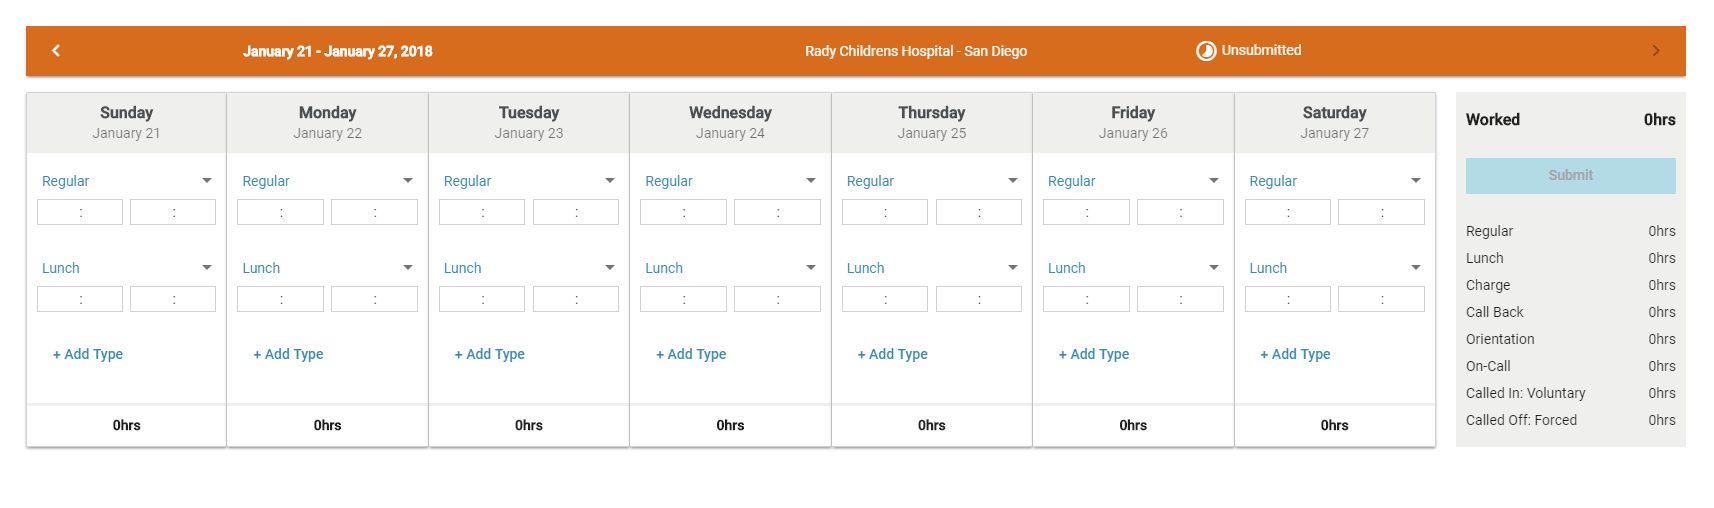 January 21 - January 27, 2018 Rady Childrens Hospital - San Diego Unsubmitted
Sunday Monday Tuesday Wednesday Thursday Friday Saturday
January 21 January 22 January 23 January 24 January 25 January 26 January 27
Regular Regular Regular Regular Regular Regular Regular
: : : : : : : : : : : : : :
Lunch Lunch Lunch Lunch Lunch Lunch Lunch
: : : : : : : : : : : : : :
+ Add Type + Add Type + Add Type + Add Type + Add Type + Add Type + Add Type
0hrs 0hrs 0hrs 0hrs 0hrs 0hrs 0hrs
Worked 0hrs
Submit
Regular 0hrs
Lunch 0hrs
Charge 0hrs
Call Back 0hrs
Orientation 0hrs
On-Call 0hrs
Called In: Voluntary 0hrs
Called Off: Forced 0hrs